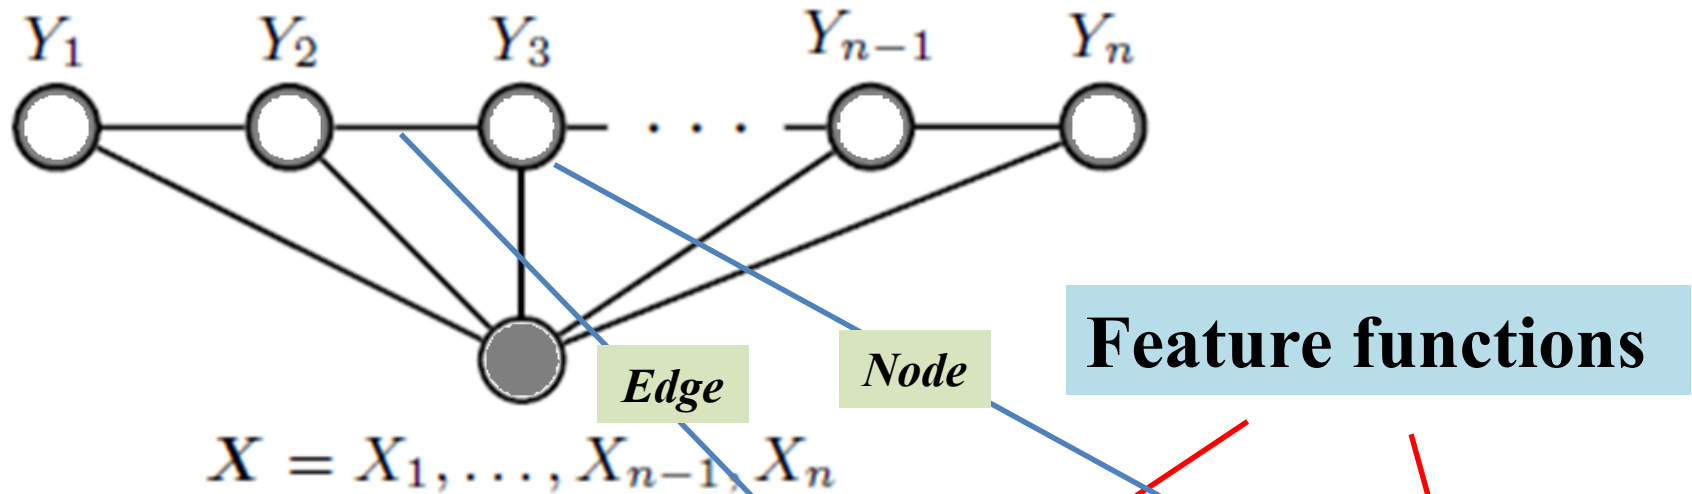 Y₁ Y₂ Y₃ Yₙ₋₁ Yₙ
· · ·
Feature functions
Node
Edge
X = X₁, . . . , Xₙ₋₁, Xₙ